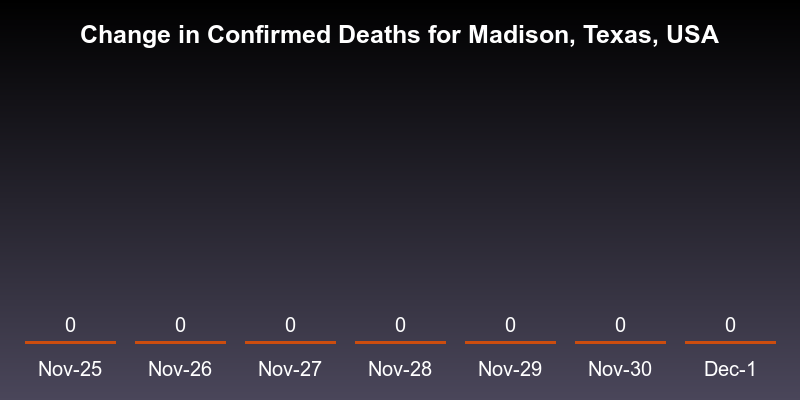 Change in Confirmed Deaths for Madison, Texas, USA
0 0 0 0 0 0 0
Nov-25 Nov-26 Nov-27 Nov-28 Nov-29 Nov-30 Dec-1